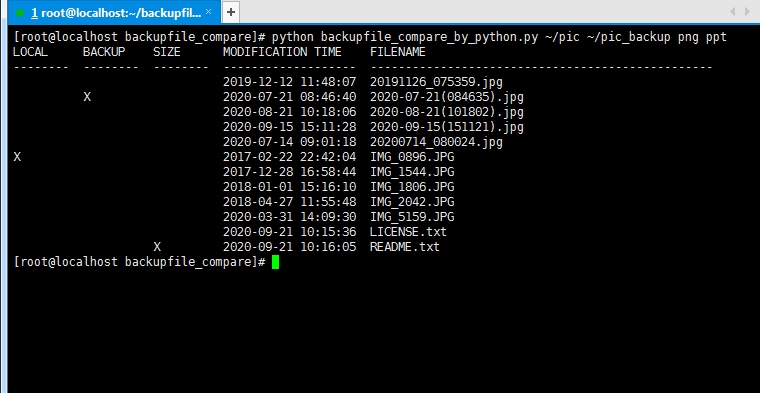 1 root@localhost:~/backupfil... × +
[root@localhost backupfile_compare]# python backupfile_compare_by_python.py ~/pic ~/pic_backup png ppt
LOCAL     BACKUP    SIZE      MODIFICATION TIME    FILENAME
--------  --------  --------  -------------------  -------------------------------------------------
                              2019-12-12 11:48:07  20191126_075359.jpg
          X                   2020-07-21 08:46:40  2020-07-21(084635).jpg
                              2020-08-21 10:18:06  2020-08-21(101802).jpg
                              2020-09-15 15:11:28  2020-09-15(151121).jpg
                              2020-07-14 09:01:18  20200714_080024.jpg
X                             2017-02-22 22:42:04  IMG_0896.JPG
                              2017-12-28 16:58:44  IMG_1544.JPG
                              2018-01-01 15:16:10  IMG_1806.JPG
                              2018-04-27 11:55:48  IMG_2042.JPG
                              2020-03-31 14:09:30  IMG_5159.JPG
                              2020-09-21 10:15:36  LICENSE.txt
                    X         2020-09-21 10:16:05  README.txt
[root@localhost backupfile_compare]#